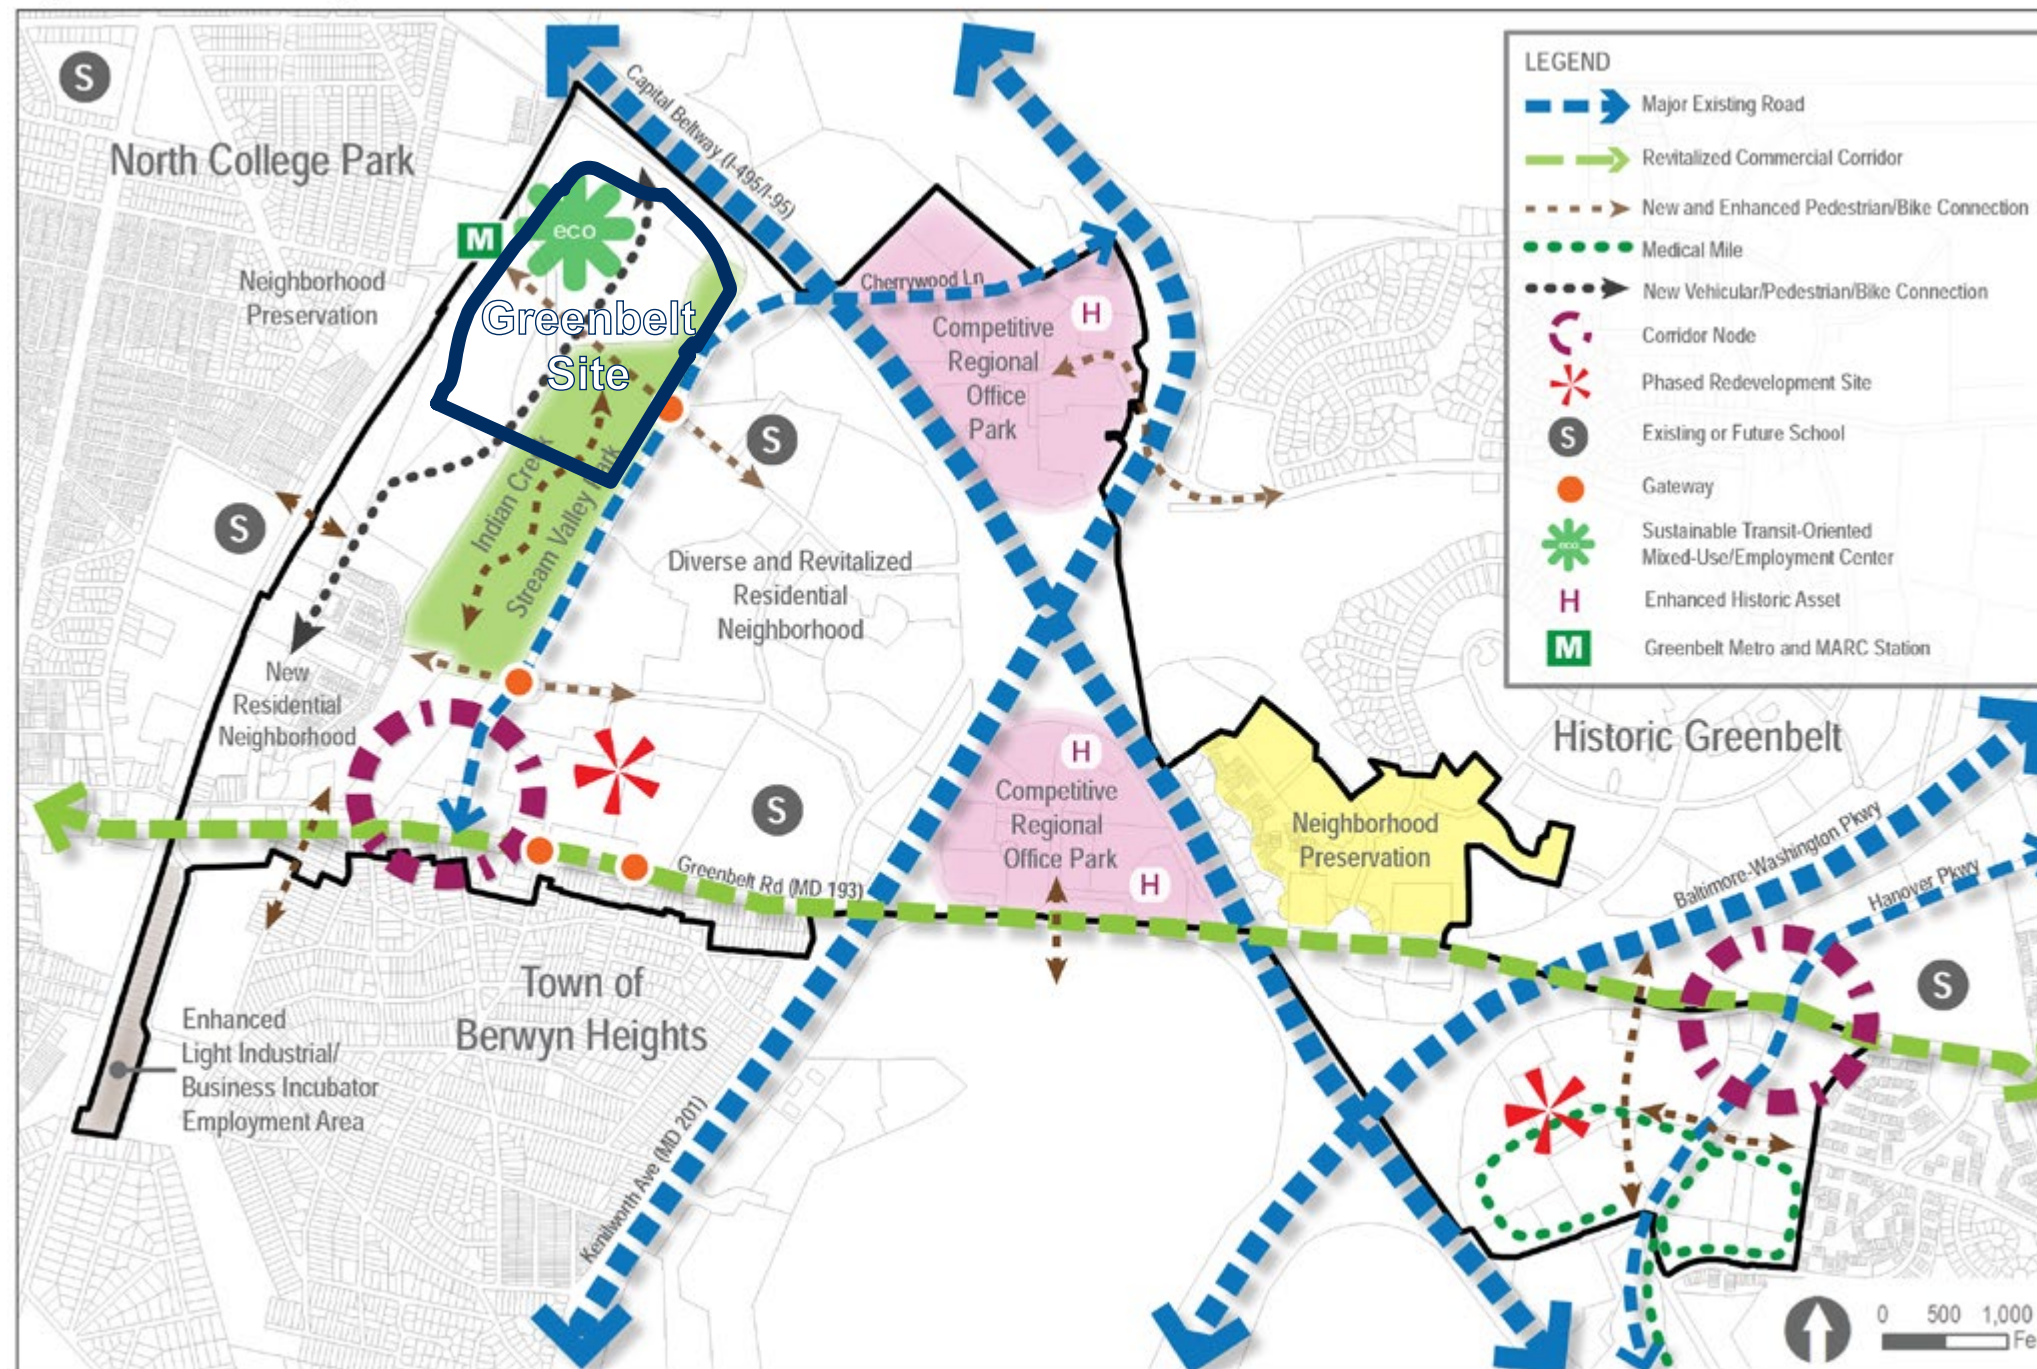 S
North College Park
Capital Beltway (I-495/I-95)
M
eco
Neighborhood
Preservation
Greenbelt
Site
Cherrywood Ln
H
Competitive
Regional
Office
Park
S
S
Indian Creek
Stream Valley Park
Diverse and Revitalized
Residential
Neighborhood
New
Residential
Neighborhood
H
Competitive
Regional
Office Park
H
S
Greenbelt Rd (MD 193)
Neighborhood
Preservation
Historic Greenbelt
Baltimore-Washington Pkwy
Hanover Pkwy
S
Town of
Berwyn Heights
Enhanced
Light Industrial/
Business Incubator
Employment Area
Kenilworth Ave (MD 201)
LEGEND
Major Existing Road
Revitalized Commercial Corridor
New and Enhanced Pedestrian/Bike Connection
Medical Mile
New Vehicular/Pedestrian/Bike Connection
Corridor Node
Phased Redevelopment Site
S
Existing or Future School
Gateway
eco
Sustainable Transit-Oriented
Mixed-Use/Employment Center
H
Enhanced Historic Asset
M
Greenbelt Metro and MARC Station
0 500 1,000
Fe